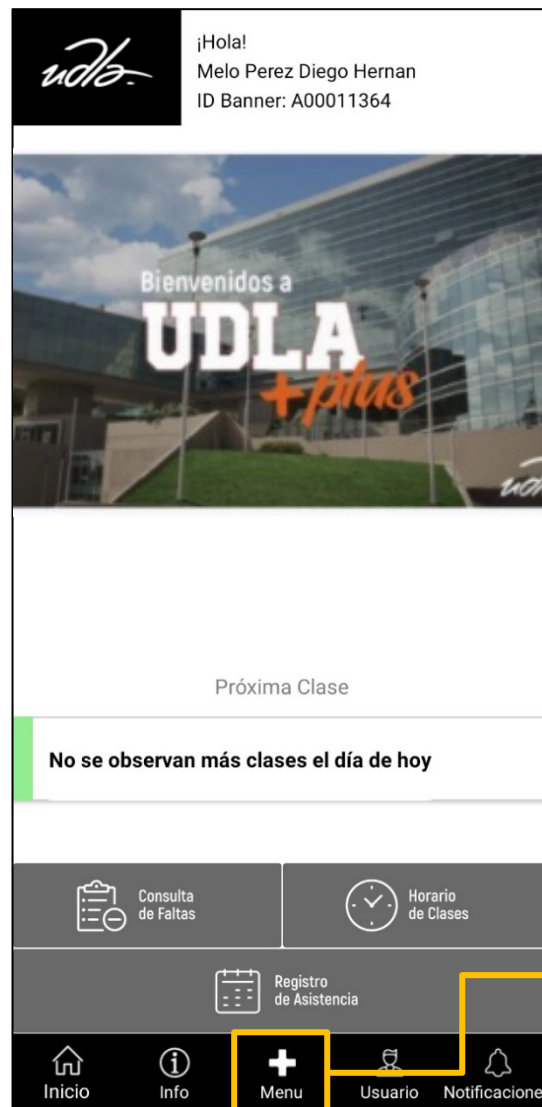 udla-
¡Hola!
Melo Perez Diego Hernan
ID Banner: A00011364
Bienvenidos a
UDLA
+plus
Próxima Clase
No se observan más clases el día de hoy
Consulta
de Faltas
Horario
de Clases
Registro
de Asistencia
Inicio
Info
Menu
Usuario
Notificacione